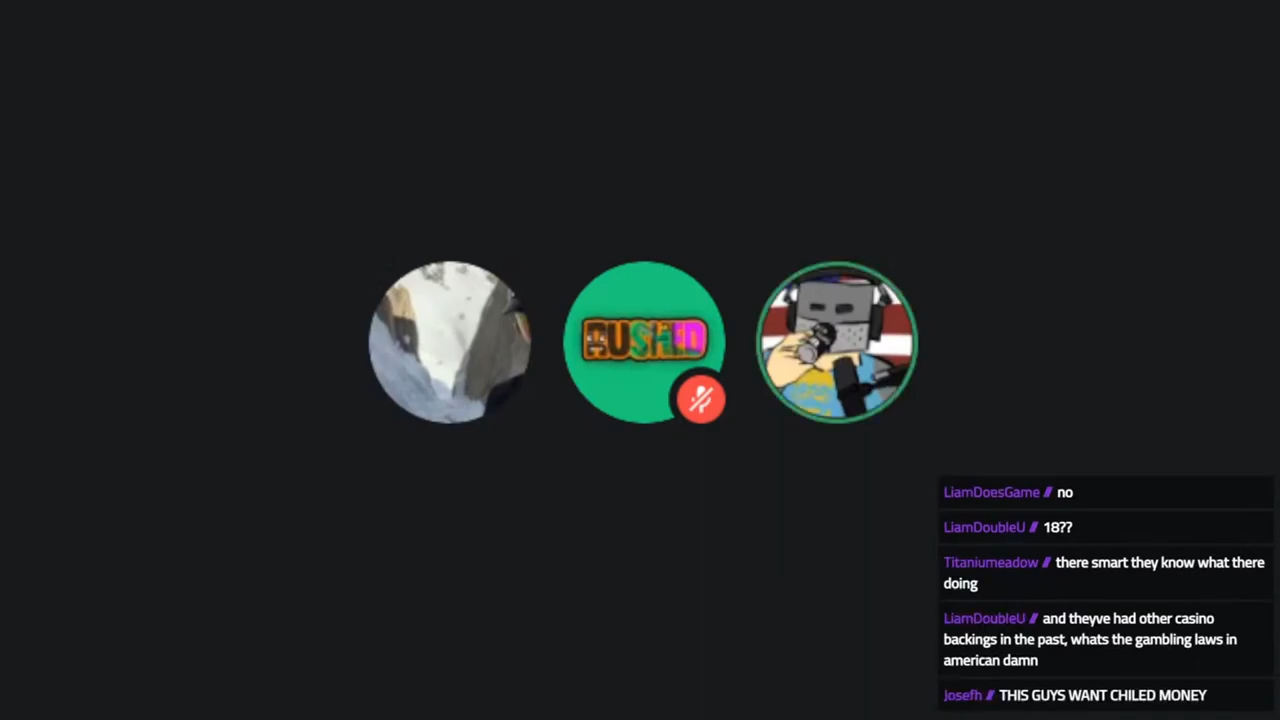 RUSHED
LiamDoesGame // no
LiamDoubleU // 18??
Titaniumeadow // there smart they know what there
doing
LiamDoubleU // and theyve had other casino
backings in the past, whats the gambling laws in
american damn
Josefh // THIS GUYS WANT CHILED MONEY